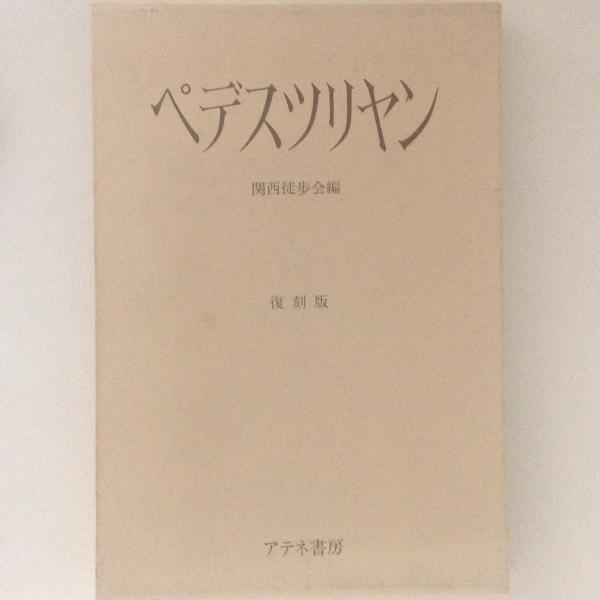 ペデスツリヤン
関西徒歩会編
復刻版
アテネ書房